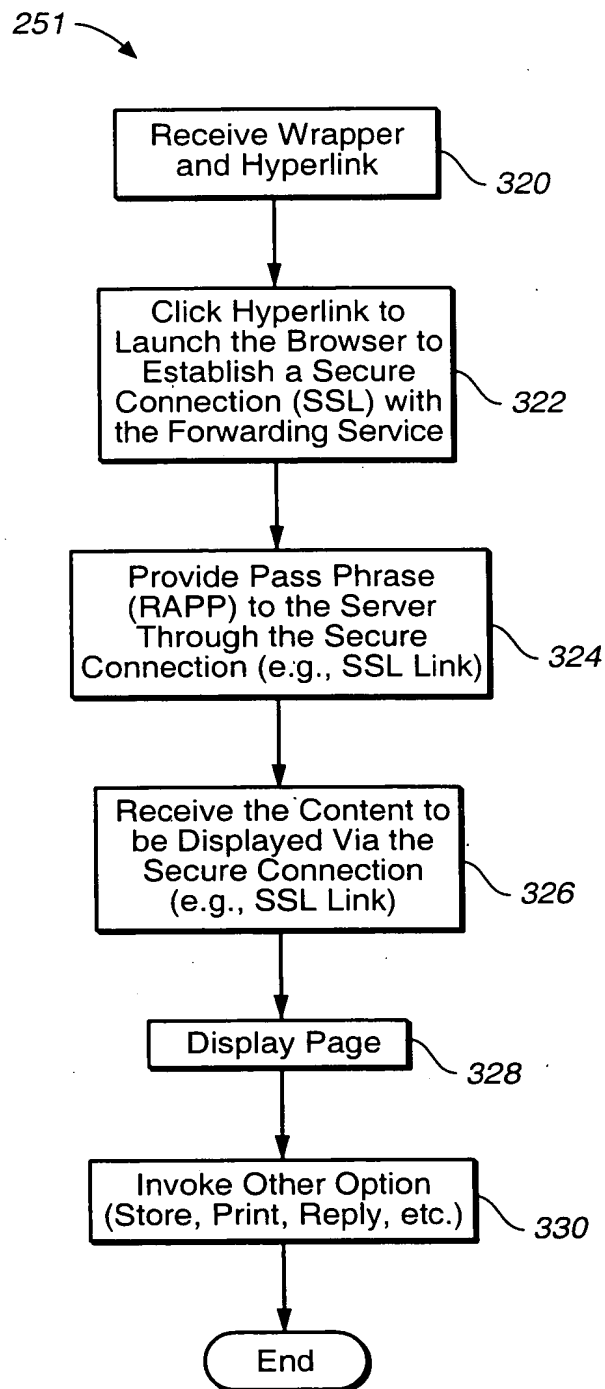 251
Receive Wrapper
and Hyperlink
320
Click Hyperlink to
Launch the Browser to
Establish a Secure
Connection (SSL) with
the Forwarding Service
322
Provide Pass Phrase
(RAPP) to the Server
Through the Secure
Connection (e.g., SSL Link)
324
Receive the Content to
be Displayed Via the
Secure Connection
(e.g., SSL Link)
326
Display Page
328
Invoke Other Option
(Store, Print, Reply, etc.)
330
End